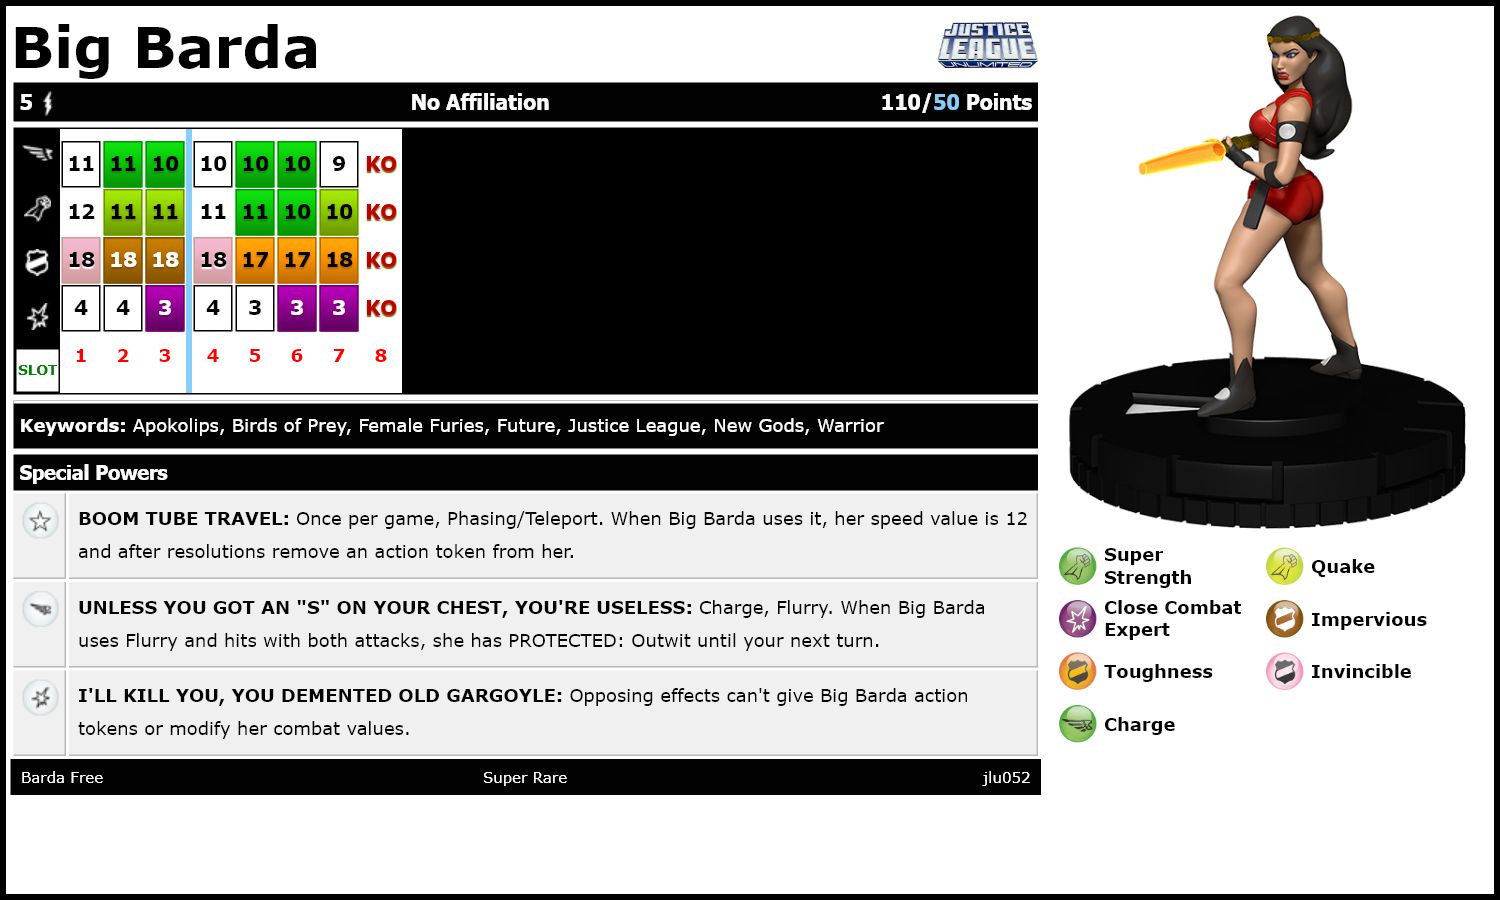 Big Barda
JUSTICE
LEAGUE
UNLIMITED
5 No Affiliation 110/50 Points
11 11 10 10 10 10 9 KO
12 11 11 11 11 10 10 KO
18 18 18 18 17 17 18 KO
4 4 3 4 3 3 3 KO
SLOT 1 2 3 4 5 6 7 8
Keywords: Apokolips, Birds of Prey, Female Furies, Future, Justice League, New Gods, Warrior
Special Powers
BOOM TUBE TRAVEL: Once per game, Phasing/Teleport. When Big Barda uses it, her speed value is 12
and after resolutions remove an action token from her.
UNLESS YOU GOT AN "S" ON YOUR CHEST, YOU'RE USELESS: Charge, Flurry. When Big Barda
uses Flurry and hits with both attacks, she has PROTECTED: Outwit until your next turn.
I'LL KILL YOU, YOU DEMENTED OLD GARGOYLE: Opposing effects can't give Big Barda action
tokens or modify her combat values.
Barda Free Super Rare jlu052
Super
Strength
Quake
Close Combat
Expert
Impervious
Toughness
Invincible
Charge